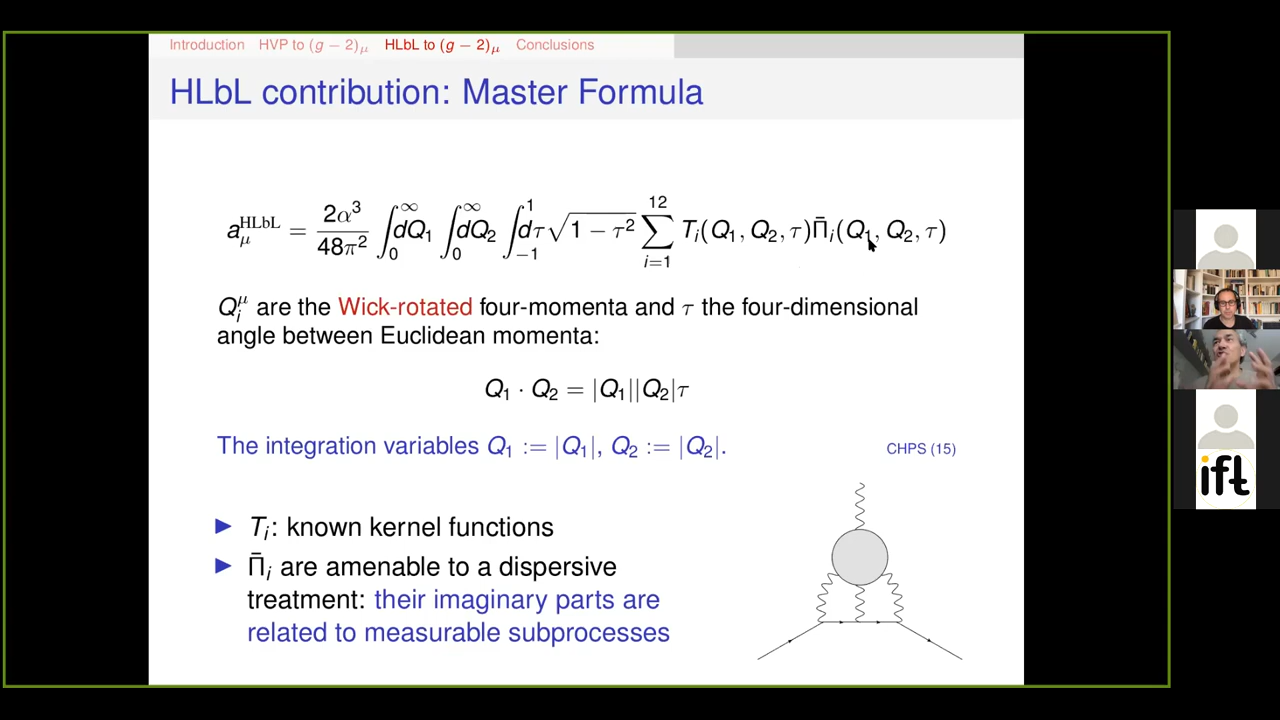 Introduction HVP to (g − 2)μ HLbL to (g − 2)μ Conclusions
HLbL contribution: Master Formula
a_μ^HLbL = 2α³/48π² ∫₀^∞ dQ₁ ∫₀^∞ dQ₂ ∫₋₁^1 dτ √(1 − τ²) ∑_{i=1}^{12} T_i(Q₁, Q₂, τ)Π̄_i(Q₁, Q₂, τ)
Q_i^μ are the Wick-rotated four-momenta and τ the four-dimensional
angle between Euclidean momenta:
Q₁ · Q₂ = |Q₁||Q₂|τ
The integration variables Q₁ := |Q₁|, Q₂ := |Q₂|. CHPS (15)
▶ T_i: known kernel functions
▶ Π̄_i are amenable to a dispersive
treatment: their imaginary parts are
related to measurable subprocesses
ift